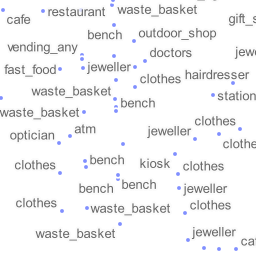 restaurant
waste_basket
cafe
gift_s
bench
outdoor_shop
vending_any
doctors
jew
fast_food
jeweller
clothes
hairdresser
waste_basket
station
bench
waste_basket
clothes
atm
jeweller
optician
clothe
bench
kiosk
clothes
clothes
bench
bench
jeweller
clothes
waste_basket
clothes
waste_basket
jeweller
ca